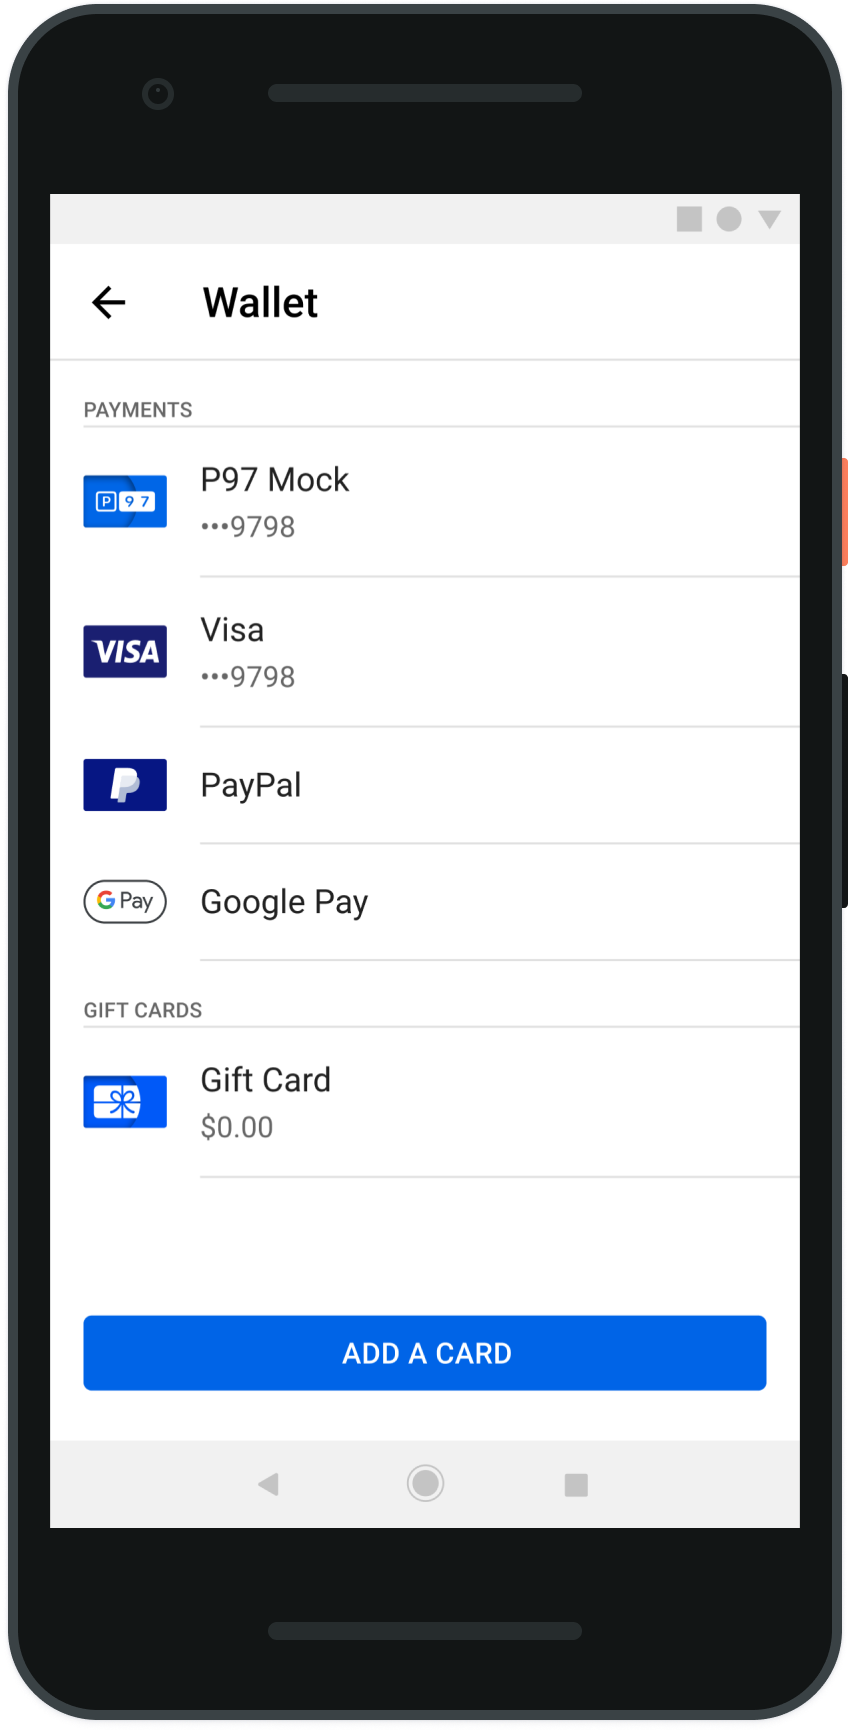 Wallet
PAYMENTS
P 97
P97 Mock
•••9798
VISA
Visa
•••9798
P
PayPal
G Pay
Google Pay
GIFT CARDS
Gift Card
$0.00
ADD A CARD